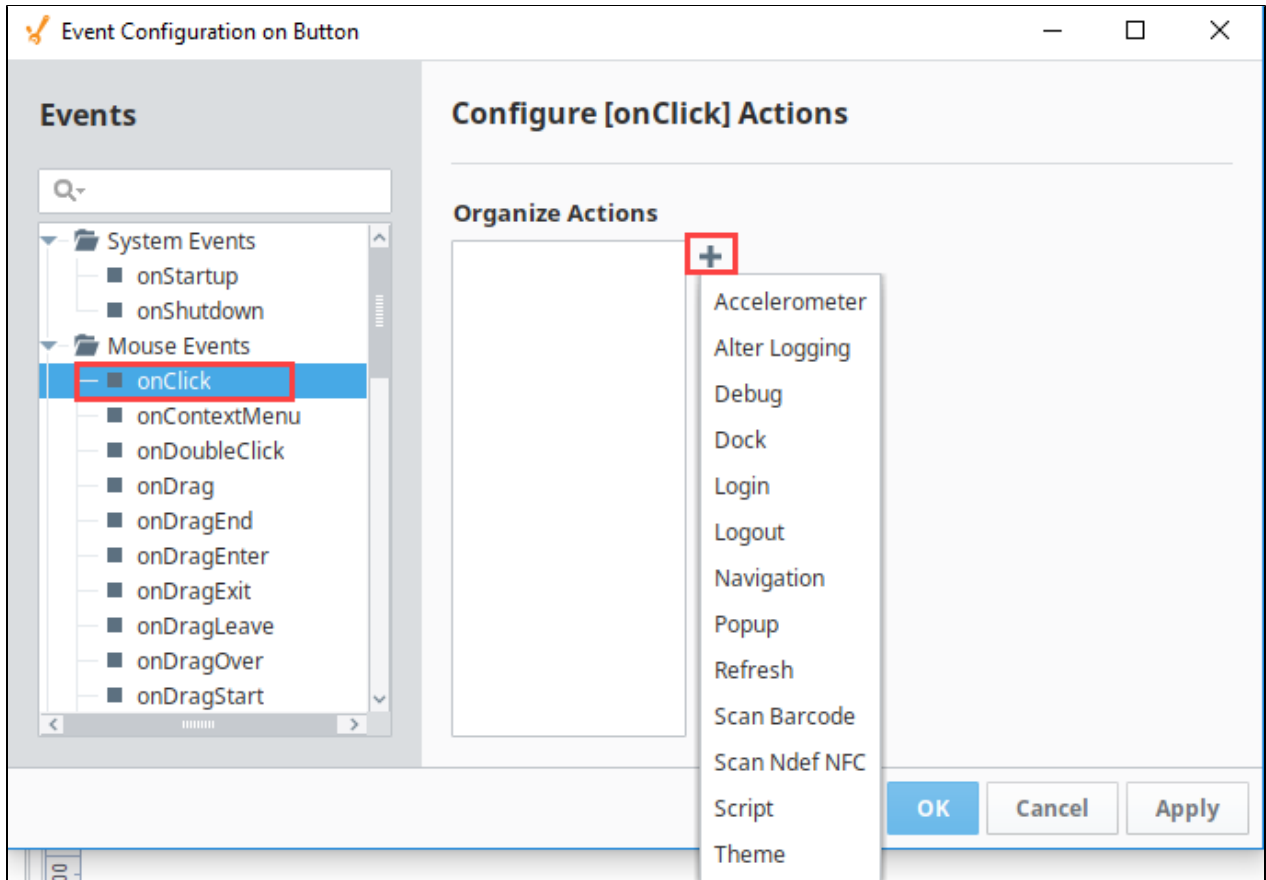 Event Configuration on Button
Events
System Events
onStartup
onShutdown
Mouse Events
onClick
onContextMenu
onDoubleClick
onDrag
onDragEnd
onDragEnter
onDragExit
onDragLeave
onDragOver
onDragStart
Configure [onClick] Actions
Organize Actions
Accelerometer
Alter Logging
Debug
Dock
Login
Logout
Navigation
Popup
Refresh
Scan Barcode
Scan Ndef NFC
Script
Theme
OK
Cancel
Apply